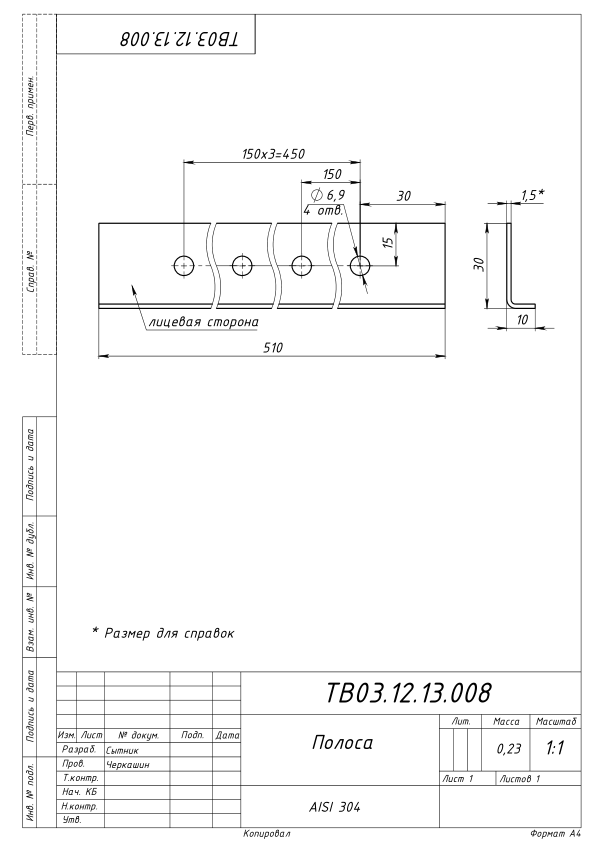 ТВ03.12.13.008
Перв. примен.
Справ. №
Подпись и дата
Инв. № дубл.
Взам. инв. №
Подпись и дата
Инв. № подл.
150х3=450
150
⌀ 6,9
4 отв.
30
15
1,5*
30
10
лицевая сторона
510
* Размер для справок
ТВ03.12.13.008
Изм. Лист № докум. Подп. Дата
Разраб. Сытник
Пров. Черкашин
Т.контр.
Нач. КБ
Н.контр.
Утв.
Полоса
AISI 304
Лит. Масса Масштаб
0,23 1:1
Лист 1 Листов 1
Копировал Формат А4